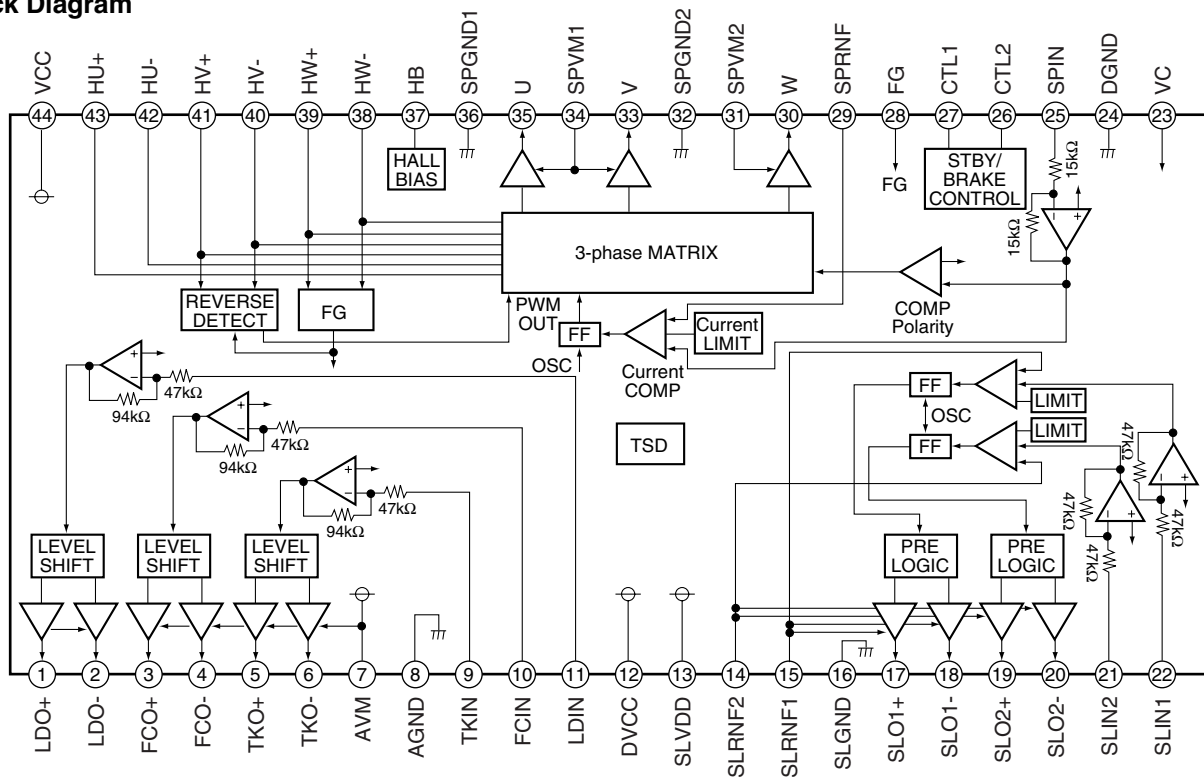 ck Diagram
VCC
HU+
HU-
HV+
HV-
HW+
HW-
HB
SPGND1
U
SPVM1
V
SPGND2
SPVM2
W
SPRNF
FG
CTL1
CTL2
SPIN
DGND
VC
44
43
42
41
40
39
38
37
36
35
34
33
32
31
30
29
28
27
26
25
24
23
HALL
BIAS
FG
STBY/
BRAKE
CONTROL
15kΩ
15kΩ
- +
3-phase MATRIX
COMP
Polarity
REVERSE
DETECT
FG
PWM
OUT
FF
OSC
Current
LIMIT
Current
COMP
+
-
47kΩ
94kΩ
+
-
47kΩ
94kΩ
+
-
47kΩ
94kΩ
TSD
FF
OSC
FF
LIMIT
LIMIT
47kΩ
- +
47kΩ
47kΩ
- +
47kΩ
LEVEL
SHIFT
LEVEL
SHIFT
LEVEL
SHIFT
PRE
LOGIC
PRE
LOGIC
1
2
3
4
5
6
7
8
9
10
11
12
13
14
15
16
17
18
19
20
21
22
LDO+
LDO-
FCO+
FCO-
TKO+
TKO-
AVM
AGND
TKIN
FCIN
LDIN
DVCC
SLVDD
SLRNF2
SLRNF1
SLGND
SLO1+
SLO1-
SLO2+
SLO2-
SLIN2
SLIN1